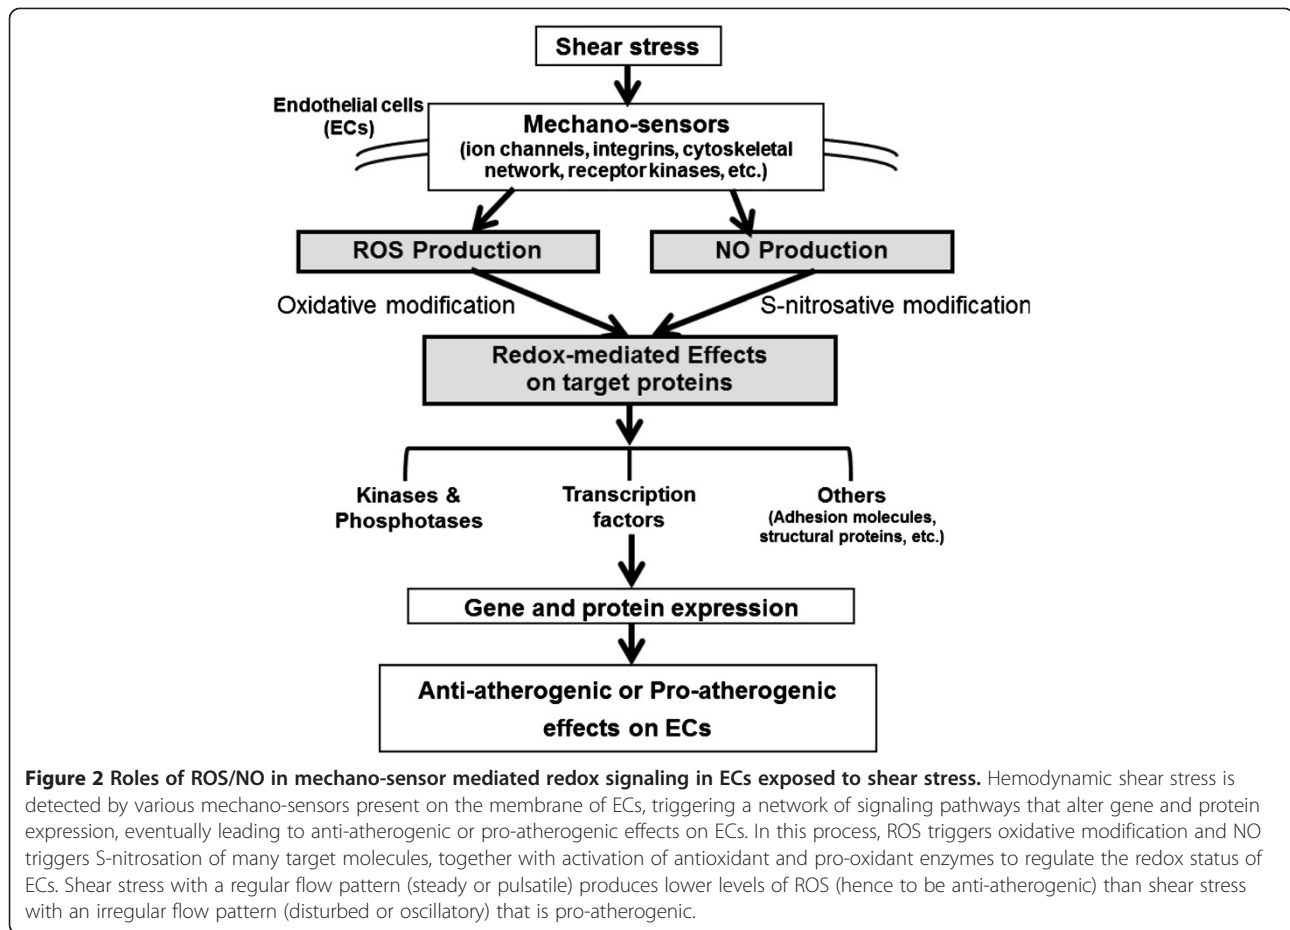 Shear stress
Endothelial cells
(ECs)
Mechano-sensors
(ion channels, integrins, cytoskeletal
network, receptor kinases, etc.)
ROS Production
NO Production
Oxidative modification
S-nitrosative modification
Redox-mediated Effects
on target proteins
Kinases &
Phosphotases
Transcription
factors
Others
(Adhesion molecules,
structural proteins, etc.)
Gene and protein expression
Anti-atherogenic or Pro-atherogenic
effects on ECs
Figure 2 Roles of ROS/NO in mechano-sensor mediated redox signaling in ECs exposed to shear stress. Hemodynamic shear stress is
detected by various mechano-sensors present on the membrane of ECs, triggering a network of signaling pathways that alter gene and protein
expression, eventually leading to anti-atherogenic or pro-atherogenic effects on ECs. In this process, ROS triggers oxidative modification and NO
triggers S-nitrosation of many target molecules, together with activation of antioxidant and pro-oxidant enzymes to regulate the redox status of
ECs. Shear stress with a regular flow pattern (steady or pulsatile) produces lower levels of ROS (hence to be anti-atherogenic) than shear stress
with an irregular flow pattern (disturbed or oscillatory) that is pro-atherogenic.